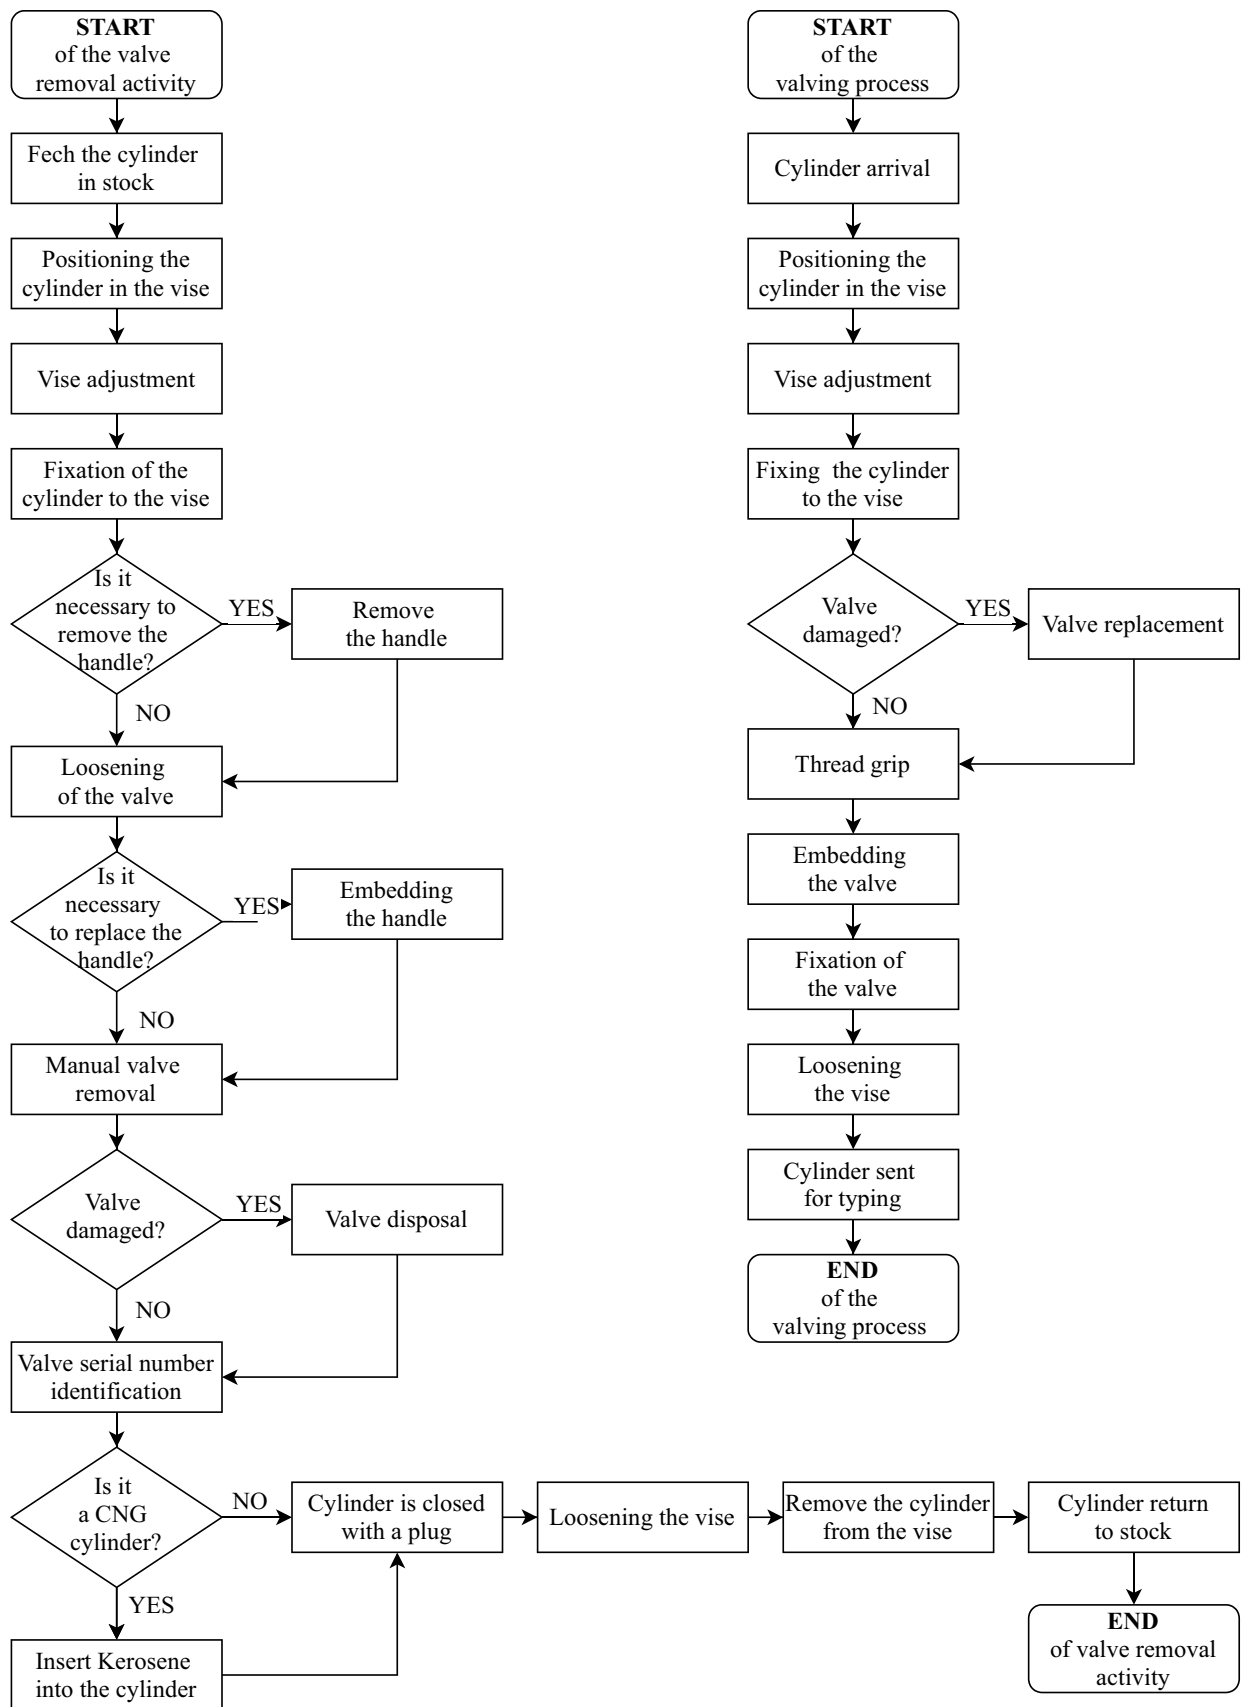 START
of the valve
removal activity
Fech the cylinder
in stock
Positioning the
cylinder in the vise
Vise adjustment
Fixation of the
cylinder to the vise
Is it
necessary to
remove the
handle?
YES
Remove
the handle
NO
Loosening
of the valve
Is it
necessary
to replace the
handle?
YES
Embedding
the handle
NO
Manual valve
removal
Valve
damaged?
YES
Valve disposal
NO
Valve serial number
identification
Is it
a CNG
cylinder?
NO
YES
Insert Kerosene
into the cylinder
Cylinder is closed
with a plug
Loosening the vise
Remove the cylinder
from the vise
Cylinder return
to stock
END
of valve removal
activity
START
of the
valving process
Cylinder arrival
Positioning the
cylinder in the vise
Vise adjustment
Fixing the cylinder
to the vise
Valve
damaged?
YES
Valve replacement
NO
Thread grip
Embedding
the valve
Fixation of
the valve
Loosening
the vise
Cylinder sent
for typing
END
of the
valving process